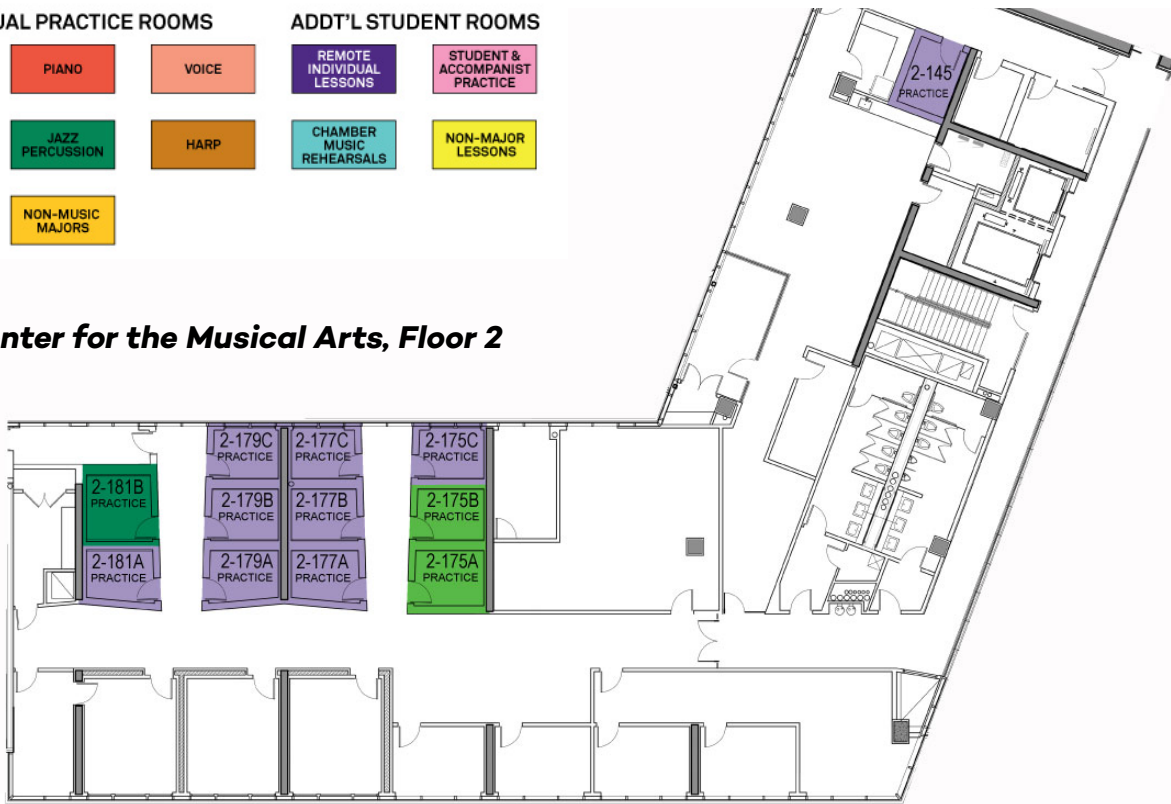 UAL PRACTICE ROOMS
ADDT'L STUDENT ROOMS
PIANO
VOICE
REMOTE
INDIVIDUAL
LESSONS
STUDENT &
ACCOMPANIST
PRACTICE
JAZZ
PERCUSSION
HARP
CHAMBER
MUSIC
REHEARSALS
NON-MAJOR
LESSONS
NON-MUSIC
MAJORS
2-145
PRACTICE
nter for the Musical Arts, Floor 2
2-179C
PRACTICE
2-177C
PRACTICE
2-175C
PRACTICE
2-181B
PRACTICE
2-179B
PRACTICE
2-177B
PRACTICE
2-175B
PRACTICE
2-181A
PRACTICE
2-179A
PRACTICE
2-177A
PRACTICE
2-175A
PRACTICE